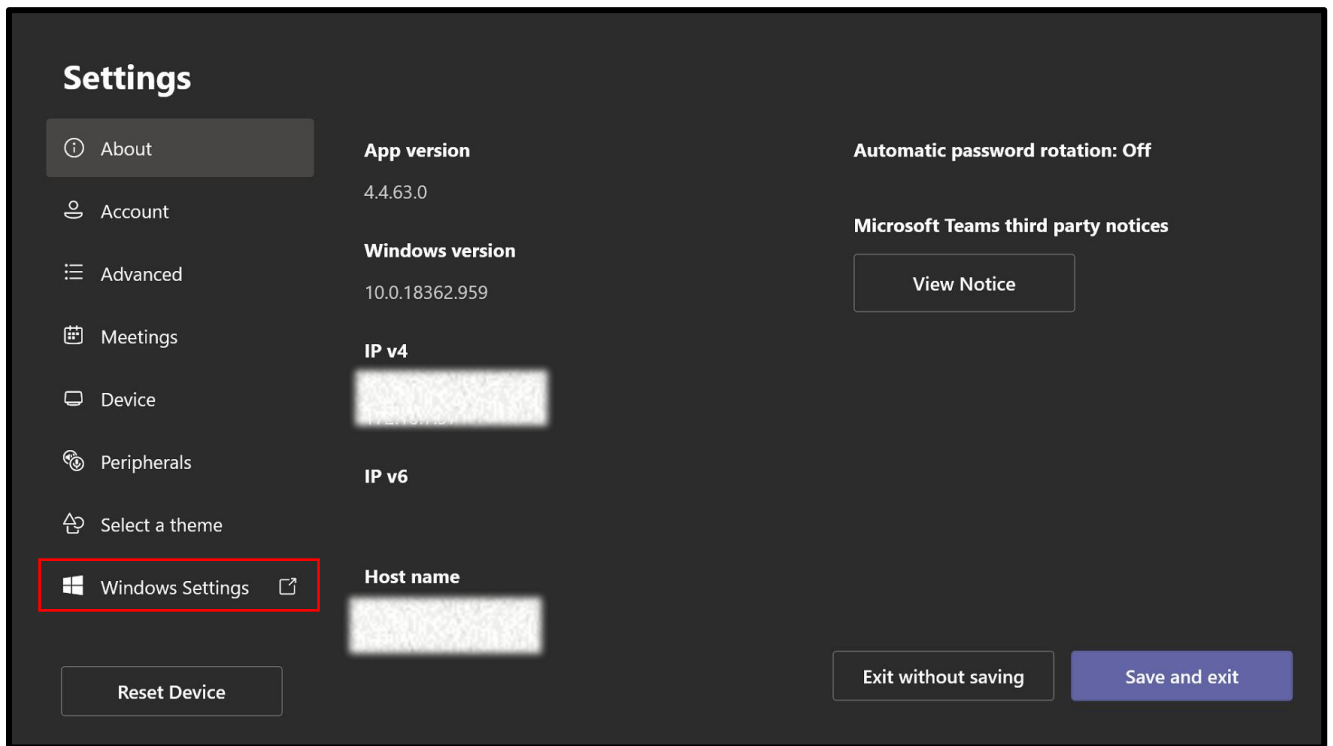 Settings
About
Account
Advanced
Meetings
Device
Peripherals
Select a theme
Windows Settings
Reset Device
App version
4.4.63.0
Windows version
10.0.18362.959
IP v4
IP v6
Host name
Automatic password rotation: Off
Microsoft Teams third party notices
View Notice
Exit without saving
Save and exit